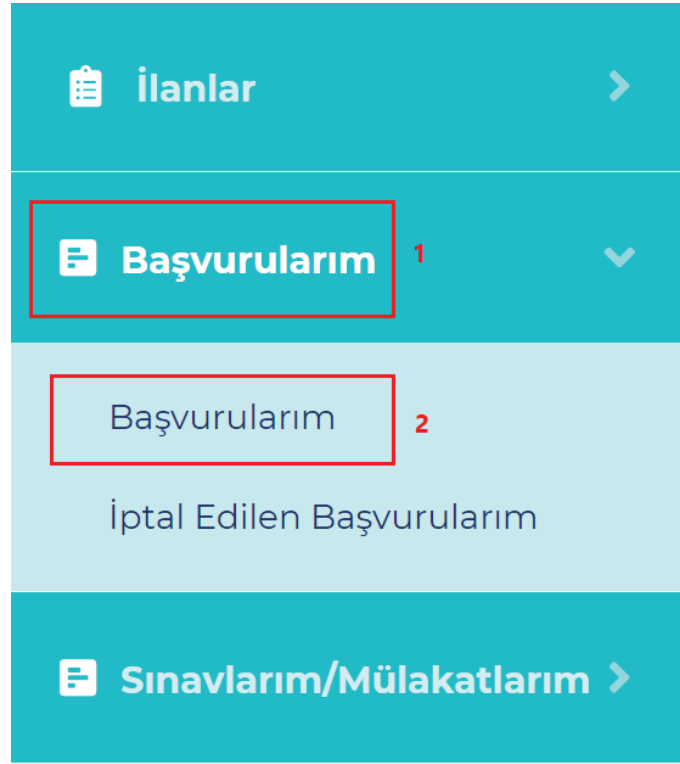 İlanlar
Başvurularım 1
Başvurularım 2
İptal Edilen Başvurularım
Sınavlarım/Mülakatlarım